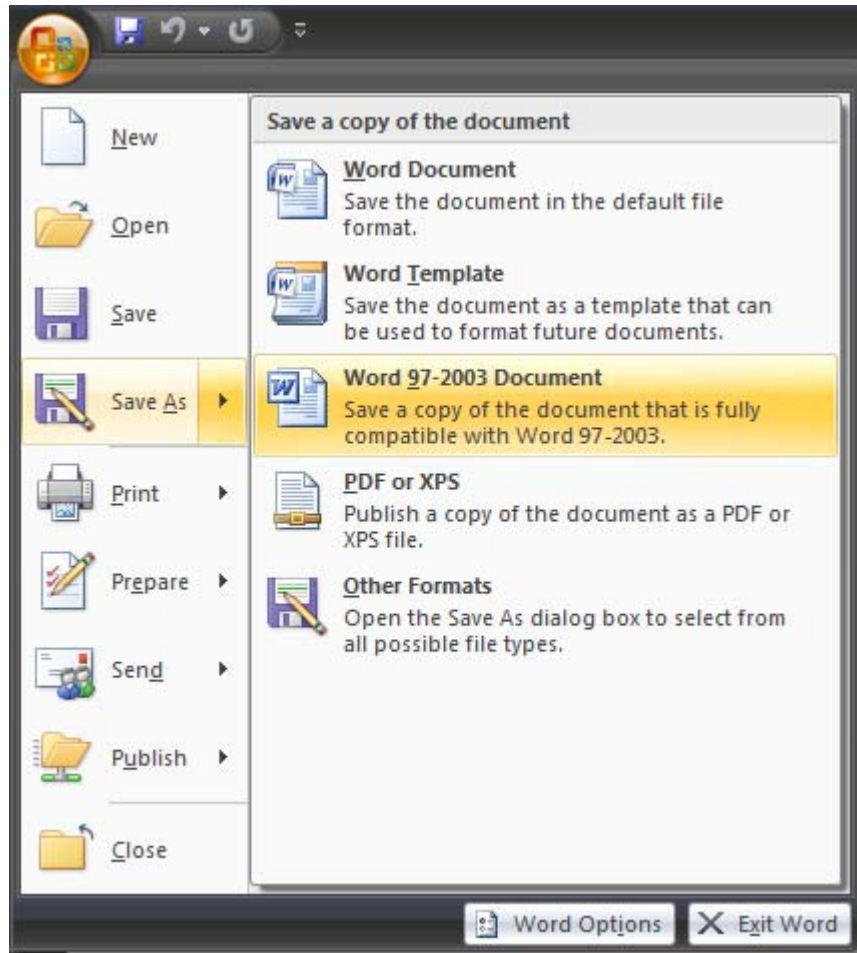 New
Open
Save
Save As
Print
Prepare
Send
Publish
Close
Save a copy of the document
Word Document
Save the document in the default file
format.
Word Template
Save the document as a template that can
be used to format future documents.
Word 97-2003 Document
Save a copy of the document that is fully
compatible with Word 97-2003.
PDF or XPS
Publish a copy of the document as a PDF or
XPS file.
Other Formats
Open the Save As dialog box to select from
all possible file types.
Word Options
Exit Word